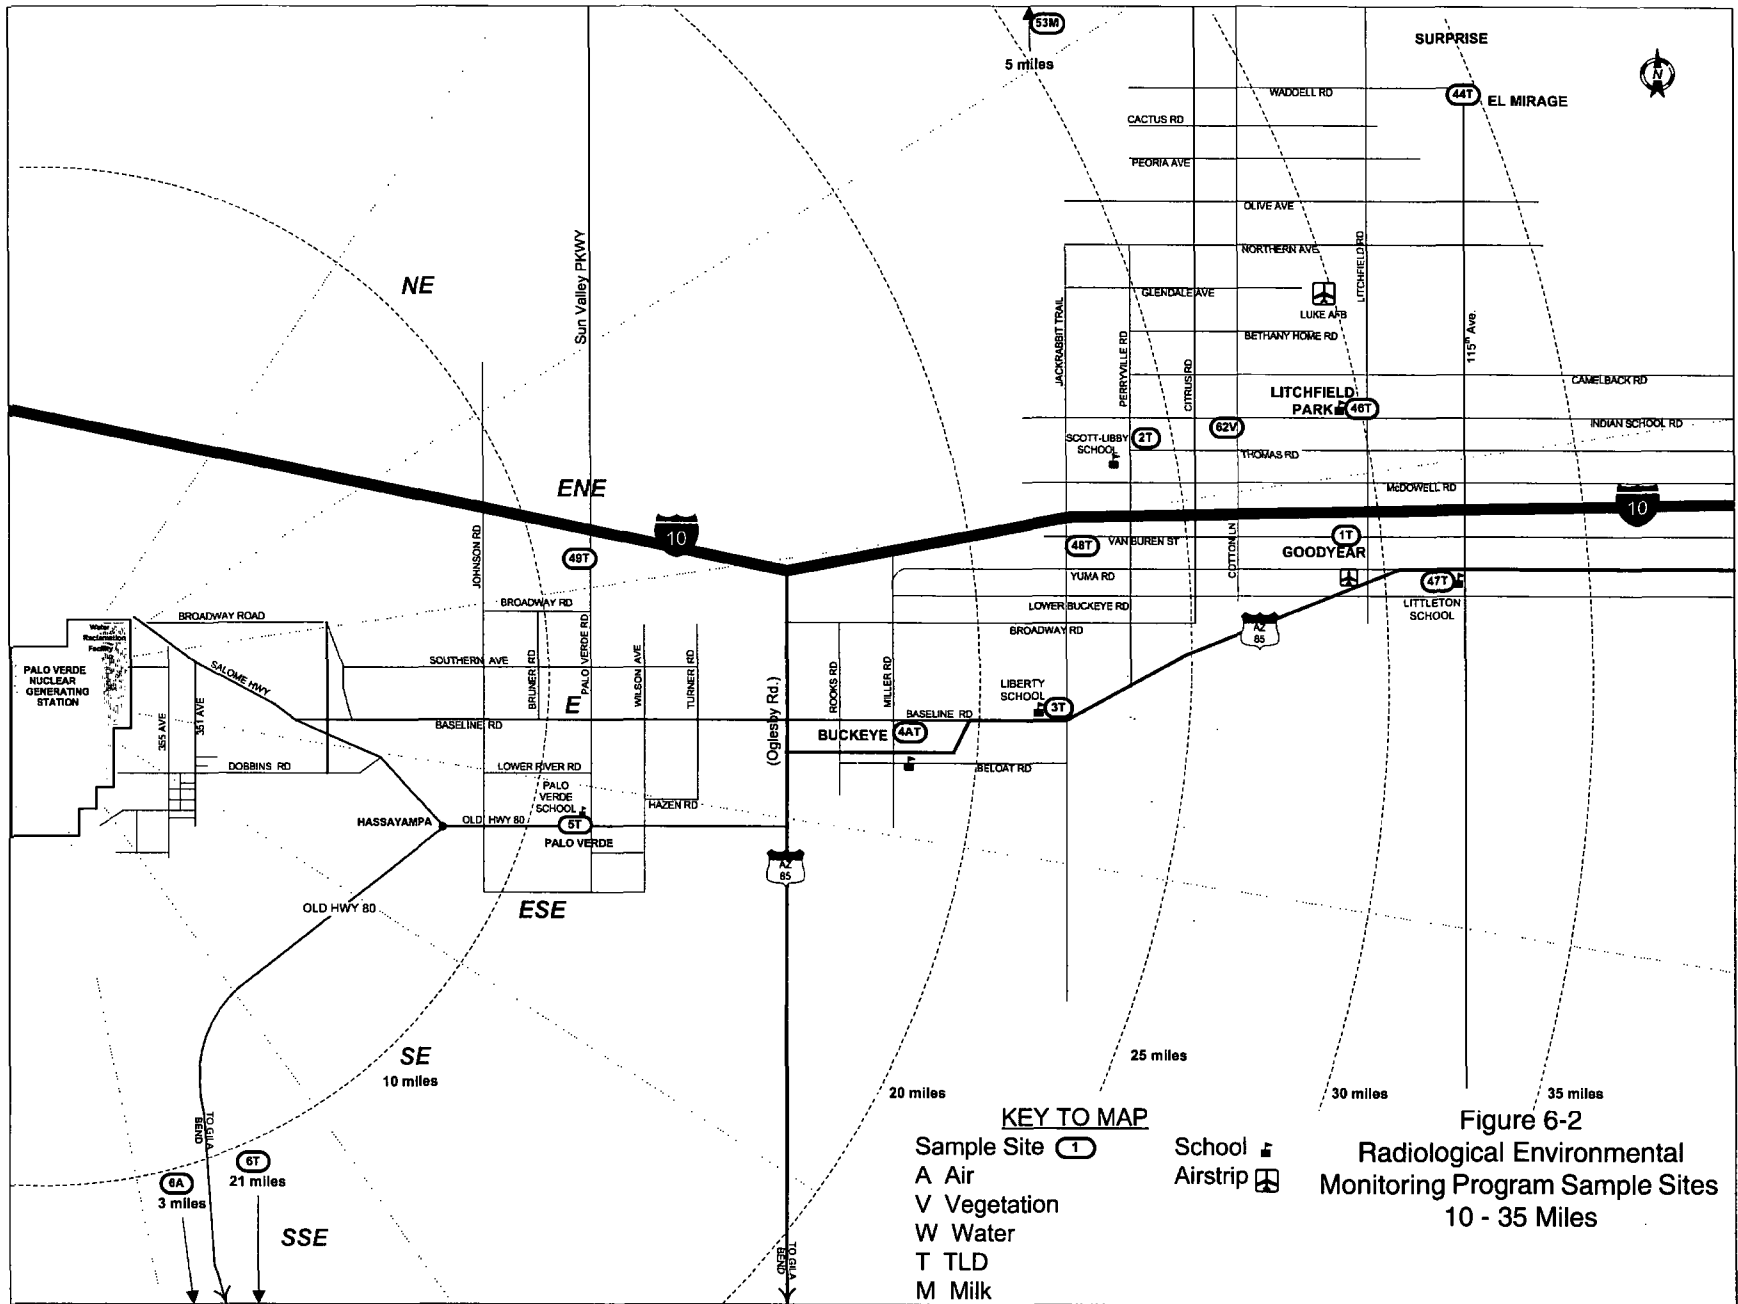 53M
5 miles
SURPRISE
N
WADDELL RD
44T
EL MIRAGE
CACTUS RD
PEORIA AVE
OLIVE AVE
NORTHERN AVE
LITCHFIELD RD
Sun Valley PKWY
NE
GLENDALE AVE
LUKE AFB
JACKRABBIT TRAIL
PERRYVILLE RD
CITRUS RD
BETHANY HOME RD
115th Ave.
CAMELBACK RD
LITCHFIELD
PARK
46T
INDIAN SCHOOL RD
62V
SCOTT-LIBBY
SCHOOL
2T
THOMAS RD
McDOWELL RD
ENE
10
10
JOHNSON RD
49T
48T
VAN BUREN ST
COTTON LN
1T
GOODYEAR
YUMA RD
47T
LITTLETON
SCHOOL
LOWER BUCKEYE RD
BROADWAY RD
BROADWAY RD
BROADWAY ROAD
AZ
85
Water
Reclamation
Facility
PALO VERDE
NUCLEAR
GENERATING
STATION
SALOME HWY
SOUTHERN AVE
BRUNER RD
PALO VERDE RD
WILSON AVE
TURNER RD
ROOKS RD
MILLER RD
LIBERTY
SCHOOL
3T
355 AVE
351 AVE
E
BASELINE RD
BASELINE RD
(Oglesby Rd.)
BUCKEYE
4AT
DOBBINS RD
LOWER RIVER RD
BELOAT RD
PALO
VERDE
SCHOOL
HAZEN RD
HASSAYAMPA
OLD HWY 80
5T
PALO VERDE
AZ
85
OLD HWY 80
ESE
SE
10 miles
20 miles
25 miles
30 miles
35 miles
TO GILA
BEND
6T
21 miles
6A
3 miles
SSE
TO GILA
BEND
KEY TO MAP
Sample Site 1
A Air
V Vegetation
W Water
T TLD
M Milk
School
Airstrip
Figure 6-2
Radiological Environmental
Monitoring Program Sample Sites
10 - 35 Miles